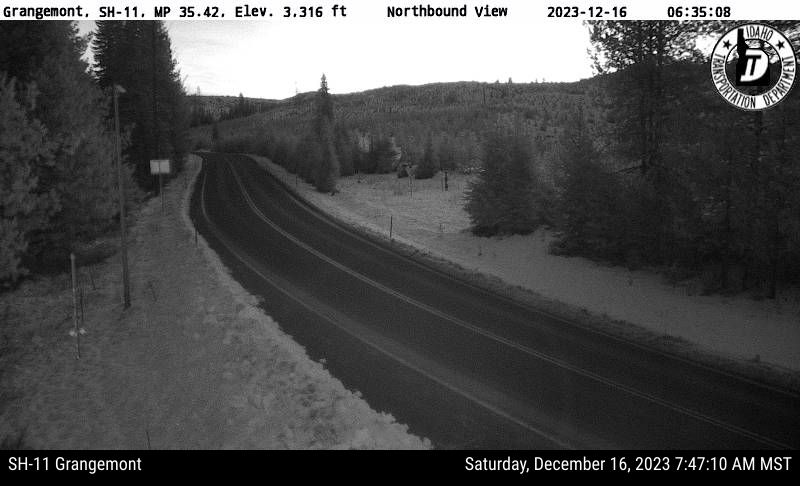 Grangemont, SH-11, MP 35.42, Elev. 3,316 ft Northbound View 2023-12-16 06:35:08
IDAHO
TRANSPORTATION DEPARTMENT
SH-11 Grangemont Saturday, December 16, 2023 7:47:10 AM MST